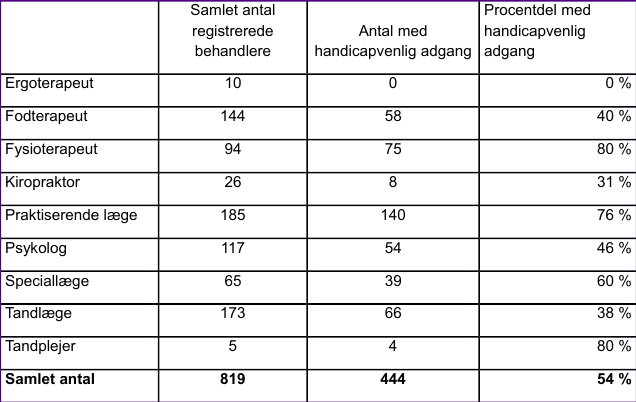 Samlet antal registrerede behandlere Antal med handicapvenlig adgang Procentdel med handicapvenlig adgang
Ergoterapeut 10 0 0 %
Fodterapeut 144 58 40 %
Fysioterapeut 94 75 80 %
Kiropraktor 26 8 31 %
Praktiserende læge 185 140 76 %
Psykolog 117 54 46 %
Speciallæge 65 39 60 %
Tandlæge 173 66 38 %
Tandplejer 5 4 80 %
Samlet antal 819 444 54 %